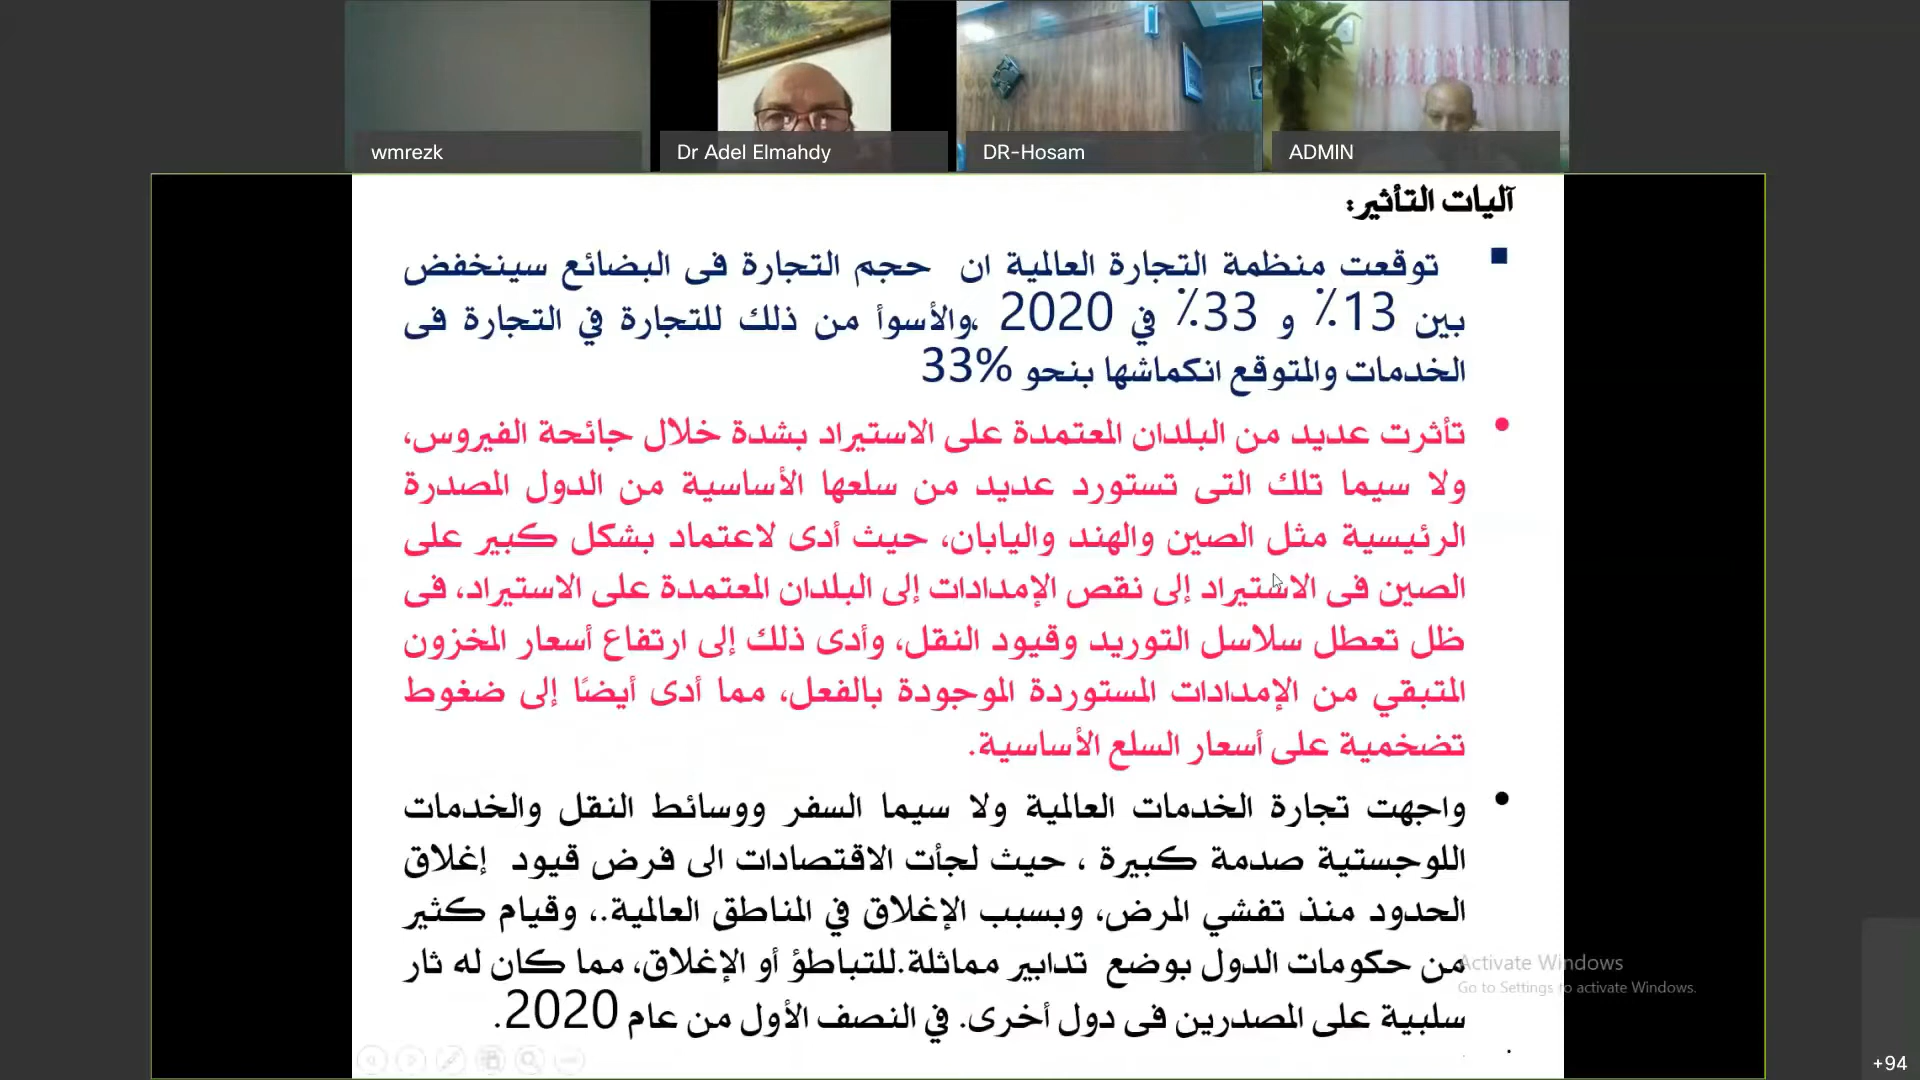 wmrezk
Dr Adel Elmahdy
DR-Hosam
ADMIN
آليات التأثير:
■ توقعت منظمة التجارة العالمية ان حجم التجارة فى البضائع سينخفض
بين 13٪ و 33٪ في 2020 ،والأسوأ من ذلك للتجارة في التجارة فى
الخدمات والمتوقع انكماشها بنحو 33%
• تأثرت عديد من البلدان المعتمدة على الاستيراد بشدة خلال جائحة الفيروس،
ولا سيما تلك التى تستورد عديد من سلعها الأساسية من الدول المصدرة
الرئيسية مثل الصين والهند واليابان، حيث أدى لاعتماد بشكل كبير على
الصين فى الاستيراد إلى نقص الإمدادات إلى البلدان المعتمدة على الاستيراد، فى
ظل تعطل سلاسل التوريد وقيود النقل، وأدى ذلك إلى ارتفاع أسعار المخزون
المتبقي من الإمدادات المستوردة الموجودة بالفعل، مما أدى أيضًا إلى ضغوط
تضخمية على أسعار السلع الأساسية.
• واجهت تجارة الخدمات العالمية ولا سيما السفر ووسائط النقل والخدمات
اللوجستية صدمة كبيرة ، حيث لجأت الاقتصادات الى فرض قيود إغلاق
الحدود منذ تفشي المرض، وبسبب الإغلاق في المناطق العالمية.، وقيام كثير
من حكومات الدول بوضع تدابير مماثلة.للتباطؤ أو الإغلاق، مما كان له ثار
سلبية على المصدرين فى دول أخرى. في النصف الأول من عام 2020.
.
Activate Windows
Go to Settings to activate Windows.
+94